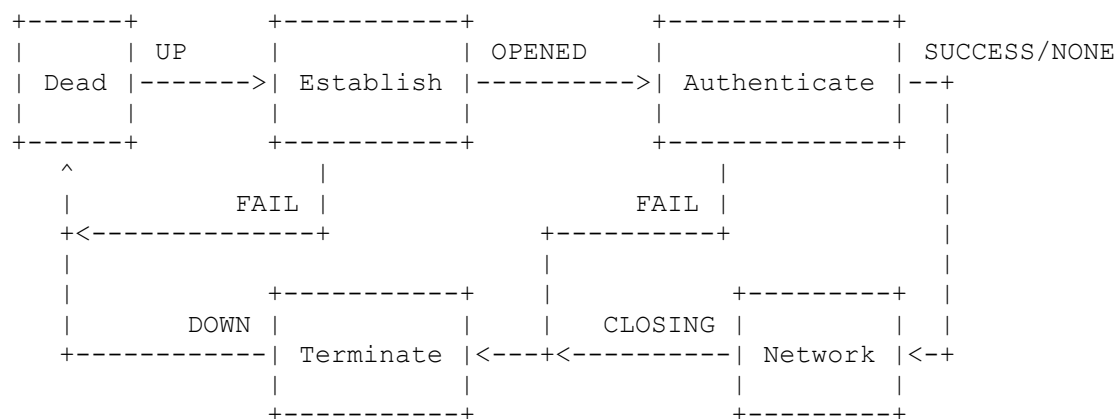 UP OPENED SUCCESS/NONE
Dead Establish Authenticate
FAIL FAIL
DOWN CLOSING
Terminate Network